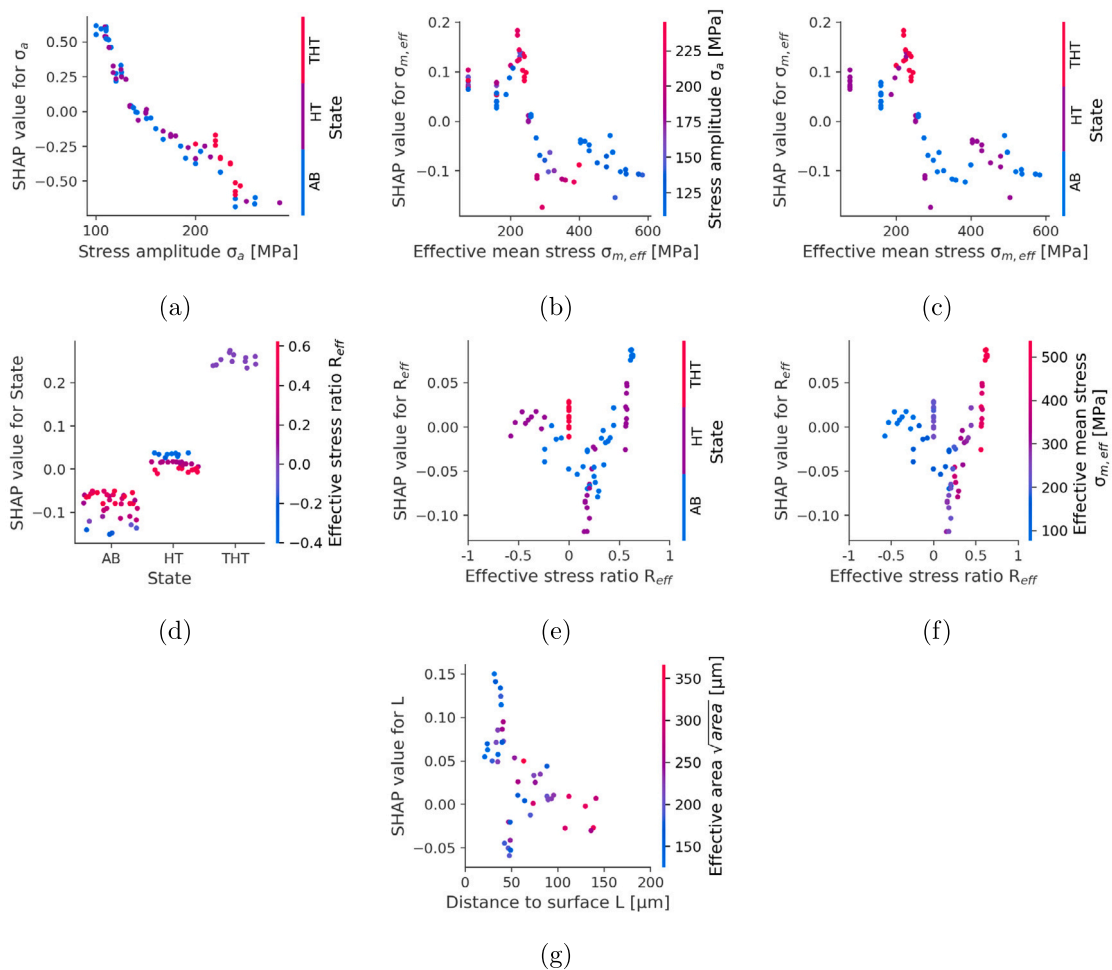 SHAP value for σa
0.50
0.25
0.00
−0.25
−0.50
100
200
Stress amplitude σa [MPa]
THT
HT
AB
State
(a)
SHAP value for σm, eff
0.2
0.1
0.0
−0.1
200
400
600
Effective mean stress σm, eff [MPa]
225
200
175
150
125
Stress amplitude σa [MPa]
(b)
SHAP value for σm, eff
0.2
0.1
0.0
−0.1
200
400
600
Effective mean stress σm, eff [MPa]
THT
HT
AB
State
(c)
SHAP value for State
0.2
0.1
0.0
−0.1
AB
HT
THT
State
0.6
0.4
0.2
0.0
−0.2
−0.4
Effective stress ratio Reff
(d)
SHAP value for Reff
0.05
0.00
−0.05
−0.10
-1
-0.5
0
0.5
1
Effective stress ratio Reff
THT
HT
AB
State
(e)
SHAP value for Reff
0.05
0.00
−0.05
−0.10
-1
-0.5
0
0.5
1
Effective stress ratio Reff
500
400
300
200
100
Effective mean stress
σm, eff [MPa]
(f)
SHAP value for L
0.15
0.10
0.05
0.00
−0.05
0
50
100
150
200
Distance to surface L [μm]
350
300
250
200
150
Effective area √area [μm]
(g)